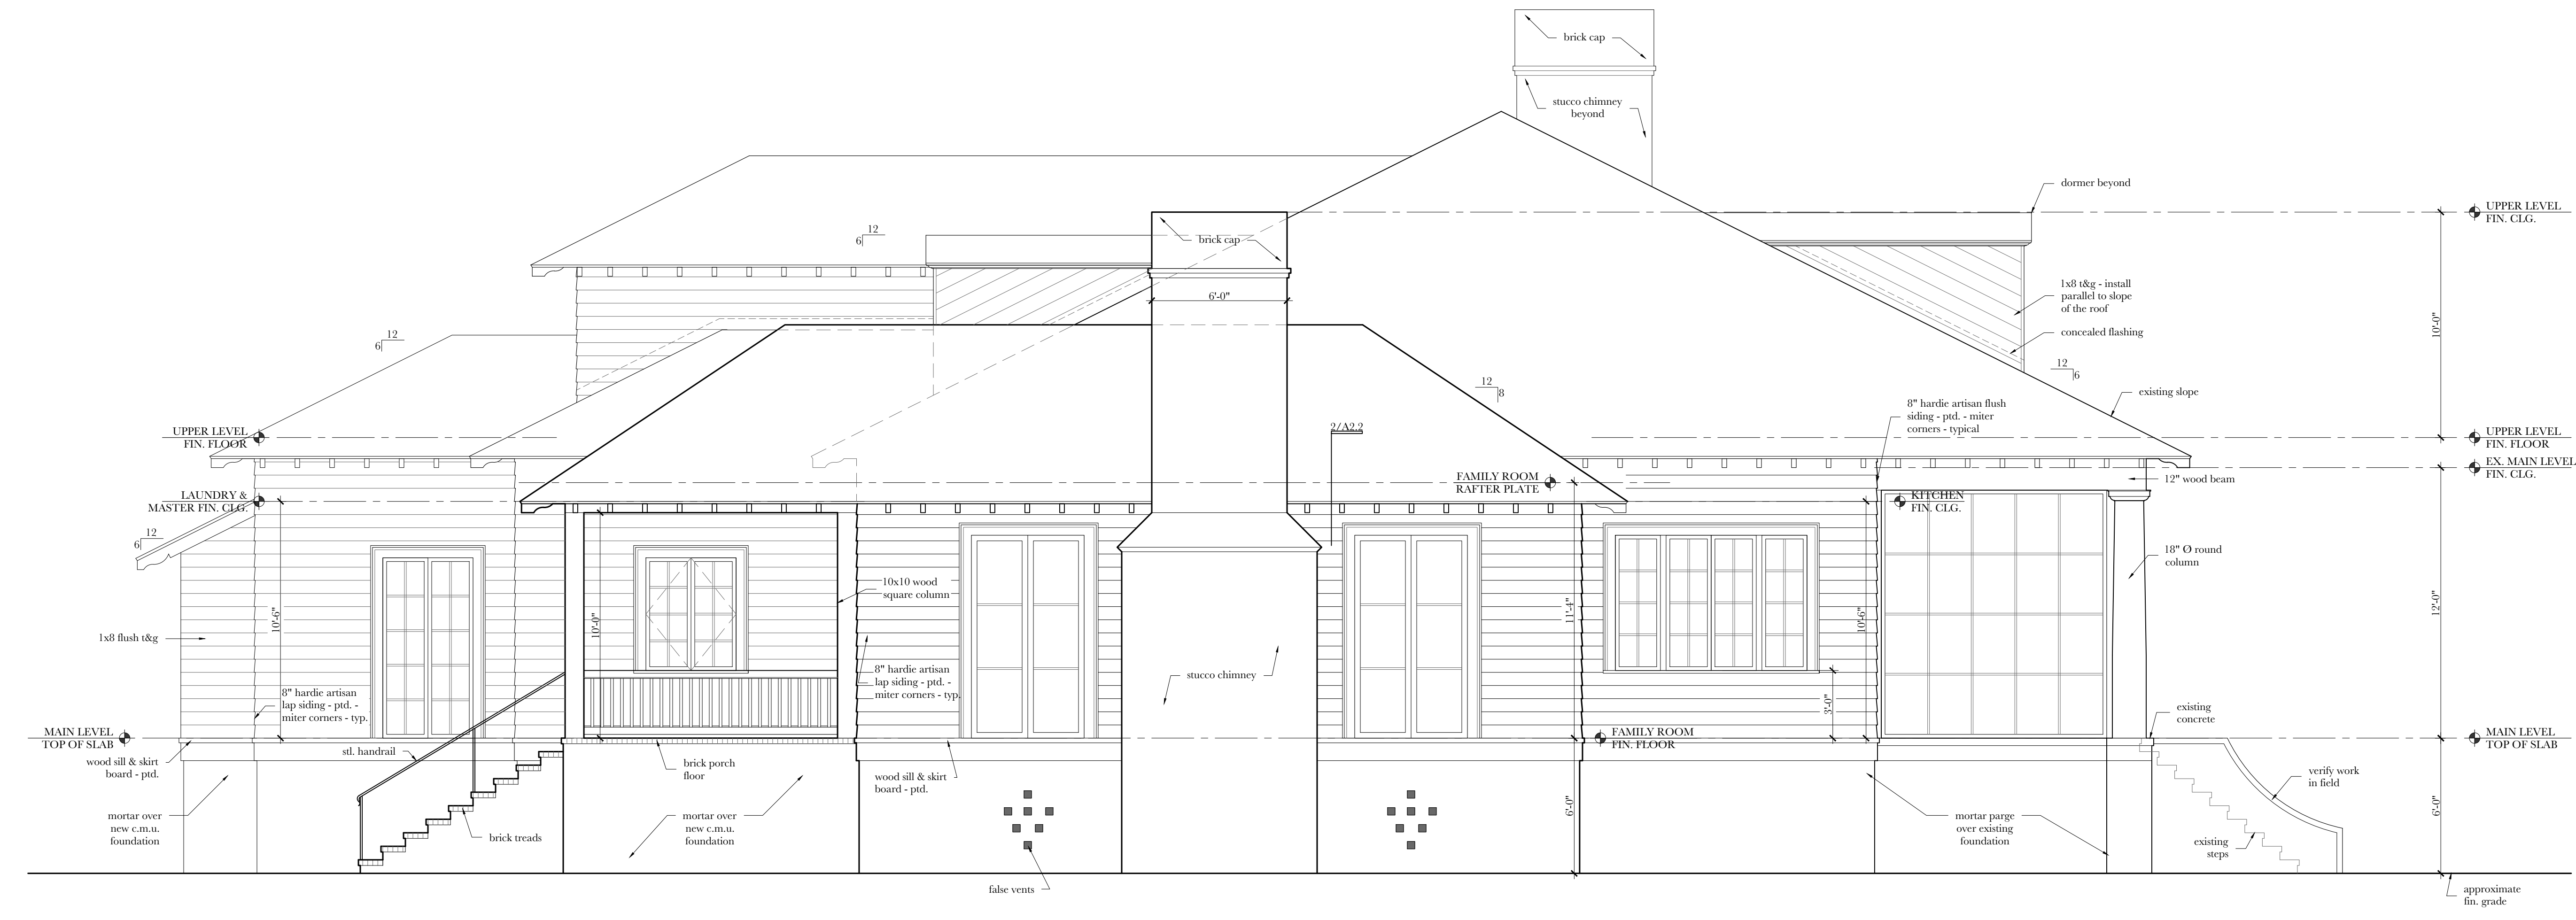 brick cap
stucco chimney
beyond
dormer beyond
UPPER LEVEL
FIN. CLG.
12
6
brick cap
6'-0"
1x8 t&g - install
parallel to slope
of the roof
concealed flashing
10'-0"
12
6
12
6
12
8
existing slope
8" hardie artisan flush
siding - ptd. - miter
corners - typical
2/A2.2
UPPER LEVEL
FIN. FLOOR
UPPER LEVEL
FIN. FLOOR
EX. MAIN LEVEL
FIN. CLG.
FAMILY ROOM
RAFTER PLATE
12" wood beam
LAUNDRY &
MASTER FIN. CLG.
KITCHEN
FIN. CLG.
12
6
18" Ø round
column
10x10 wood
square column
10'-6"
10'-0"
11'-4"
10'-6"
12'-0"
1x8 flush t&g
8" hardie artisan
lap siding - ptd. -
miter corners - typ.
8" hardie artisan
lap siding - ptd. -
miter corners - typ.
stucco chimney
3'-0"
existing
concrete
MAIN LEVEL
TOP OF SLAB
FAMILY ROOM
FIN. FLOOR
MAIN LEVEL
TOP OF SLAB
stl. handrail
wood sill & skirt
board - ptd.
brick porch
floor
wood sill & skirt
board - ptd.
verify work
in field
6'-0"
6'-0"
mortar over
new c.m.u.
foundation
brick treads
mortar over
new c.m.u.
foundation
mortar parge
over existing
foundation
existing
steps
false vents
approximate
fin. grade